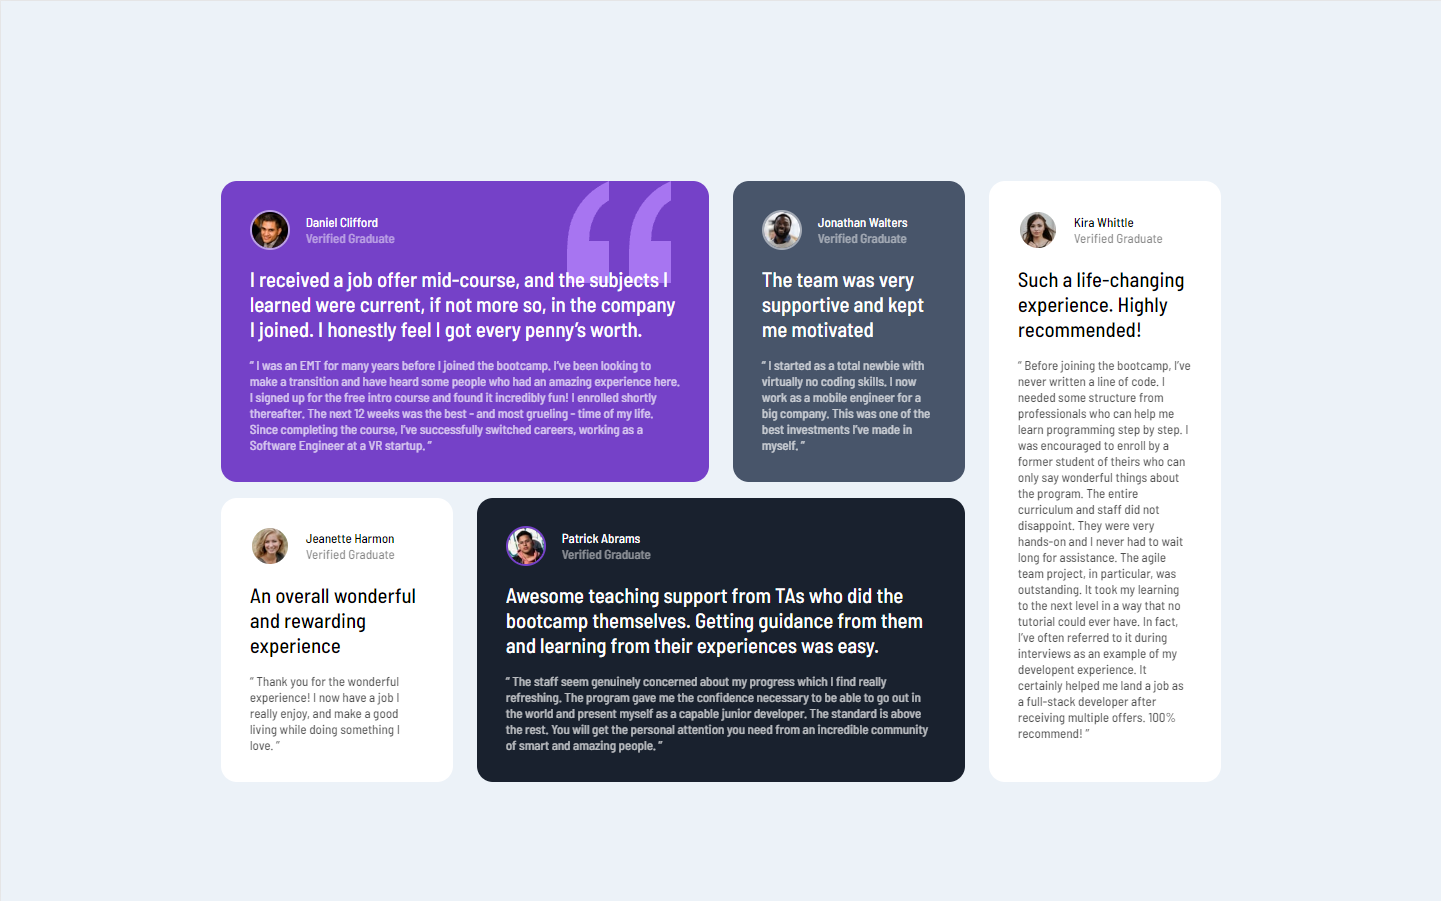 Daniel Clifford
Verified Graduate
I received a job offer mid-course, and the subjects I
learned were current, if not more so, in the company
I joined. I honestly feel I got every penny’s worth.
“ I was an EMT for many years before I joined the bootcamp. I’ve been looking to
make a transition and have heard some people who had an amazing experience here.
I signed up for the free intro course and found it incredibly fun! I enrolled shortly
thereafter. The next 12 weeks was the best - and most grueling - time of my life.
Since completing the course, I’ve successfully switched careers, working as a
Software Engineer at a VR startup. ”
Jonathan Walters
Verified Graduate
The team was very
supportive and kept
me motivated
“ I started as a total newbie with
virtually no coding skills. I now
work as a mobile engineer for a
big company. This was one of the
best investments I’ve made in
myself. ”
Kira Whittle
Verified Graduate
Such a life-changing
experience. Highly
recommended!
“ Before joining the bootcamp, I’ve
never written a line of code. I
needed some structure from
professionals who can help me
learn programming step by step. I
was encouraged to enroll by a
former student of theirs who can
only say wonderful things about
the program. The entire
curriculum and staff did not
disappoint. They were very
hands-on and I never had to wait
long for assistance. The agile
team project, in particular, was
outstanding. It took my learning
to the next level in a way that no
tutorial could ever have. In fact,
I’ve often referred to it during
interviews as an example of my
developent experience. It
certainly helped me land a job as
a full-stack developer after
receiving multiple offers. 100%
recommend! ”
Jeanette Harmon
Verified Graduate
An overall wonderful
and rewarding
experience
“ Thank you for the wonderful
experience! I now have a job I
really enjoy, and make a good
living while doing something I
love. ”
Patrick Abrams
Verified Graduate
Awesome teaching support from TAs who did the
bootcamp themselves. Getting guidance from them
and learning from their experiences was easy.
“ The staff seem genuinely concerned about my progress which I find really
refreshing. The program gave me the confidence necessary to be able to go out in
the world and present myself as a capable junior developer. The standard is above
the rest. You will get the personal attention you need from an incredible community
of smart and amazing people. ”